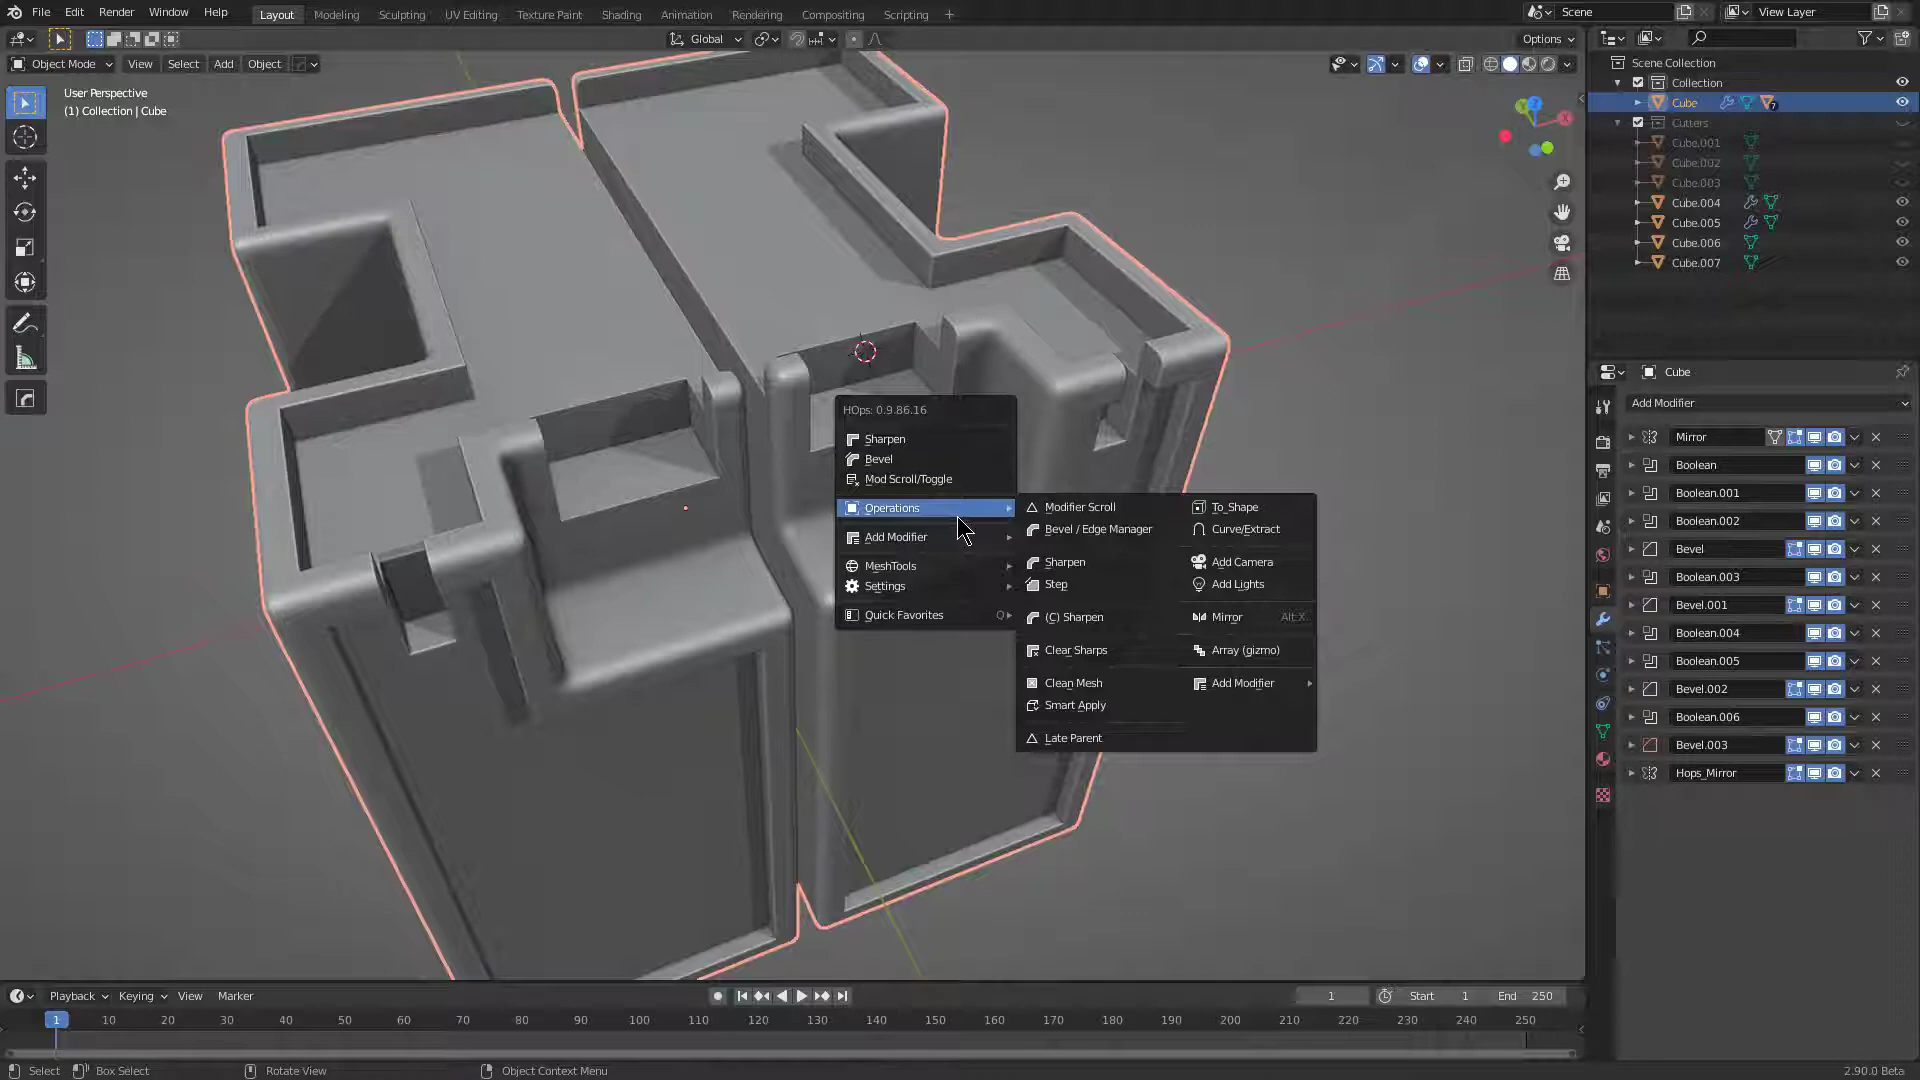 File Edit Render Window Help
Layout Modeling Sculpting UV Editing Texture Paint Shading Animation Rendering Compositing Scripting +
Scene
View Layer
Global
Options
Object Mode View Select Add Object
User Perspective
(1) Collection | Cube
Scene Collection
Collection
Cube
7
Cutters
Cube.001
Cube.002
Cube.003
Cube.004
Cube.005
Cube.006
Cube.007
HOps: 0.9.86.16
Sharpen
Bevel
Mod Scroll/Toggle
Operations
Add Modifier
MeshTools
Settings
Quick Favorites Q
Modifier Scroll
Bevel / Edge Manager
Sharpen
Step
(C) Sharpen
Clear Sharps
Clean Mesh
Smart Apply
Late Parent
To_Shape
Curve/Extract
Add Camera
Add Lights
Mirror Alt X
Array (gizmo)
Add Modifier
Cube
Add Modifier
Mirror
Boolean
Boolean.001
Boolean.002
Bevel
Boolean.003
Bevel.001
Boolean.004
Boolean.005
Bevel.002
Boolean.006
Bevel.003
Hops_Mirror
Playback Keying View Marker
1 Start 1 End 250
1 10 20 30 40 50 60 70 80 90 100 110 120 130 140 150 160 170 180 190 200 210 220 230 240 250
Select Box Select Rotate View Object Context Menu 2.90.0 Beta